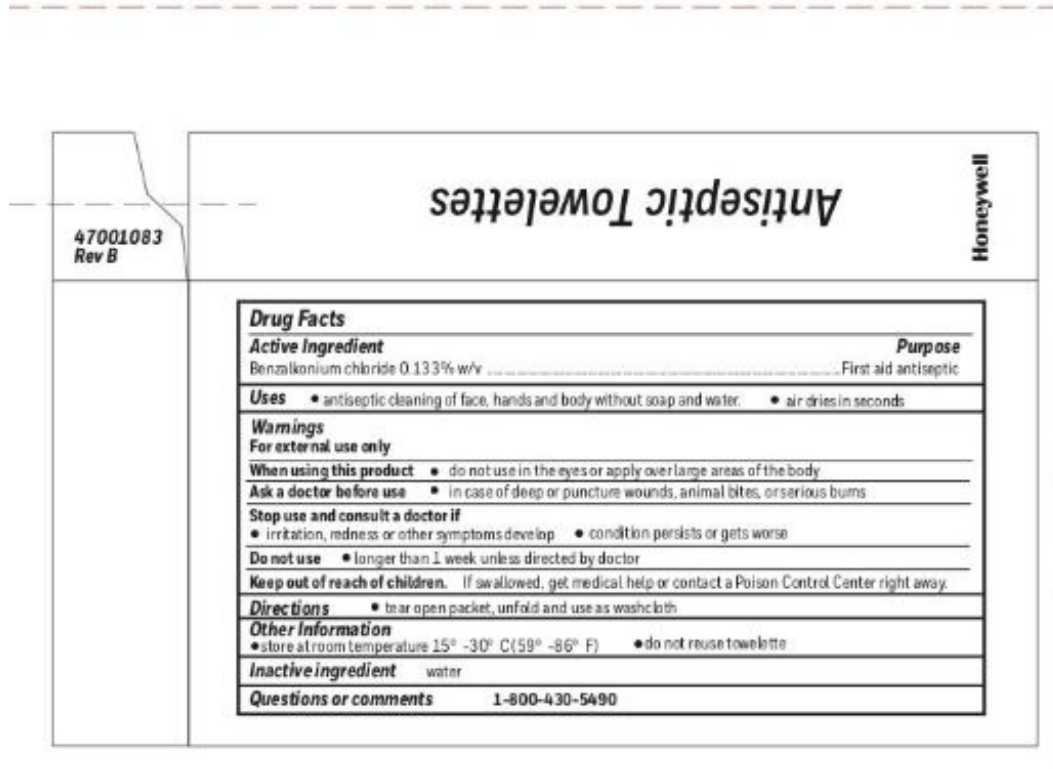 Antiseptic Towelettes
Honeywell
47001083
Rev B
Drug Facts
Active Ingredient Purpose
Benzalkonium chloride 0.133% w/v ........................................ First aid antiseptic
Uses • antiseptic cleaning of face, hands and body without soap and water. • air dries in seconds
Warnings
For external use only
When using this product • do not use in the eyes or apply over large areas of the body
Ask a doctor before use • in case of deep or puncture wounds, animal bites, or serious burns
Stop use and consult a doctor if
• irritation, redness or other symptoms develop • condition persists or gets worse
Do not use • longer than 1 week unless directed by doctor
Keep out of reach of children. If swallowed, get medical help or contact a Poison Control Center right away.
Directions • tear open packet, unfold and use as washcloth
Other Information
• store at room temperature 15° -30° C (59° -86° F) • do not reuse towelette
Inactive ingredient water
Questions or comments 1-800-430-5490